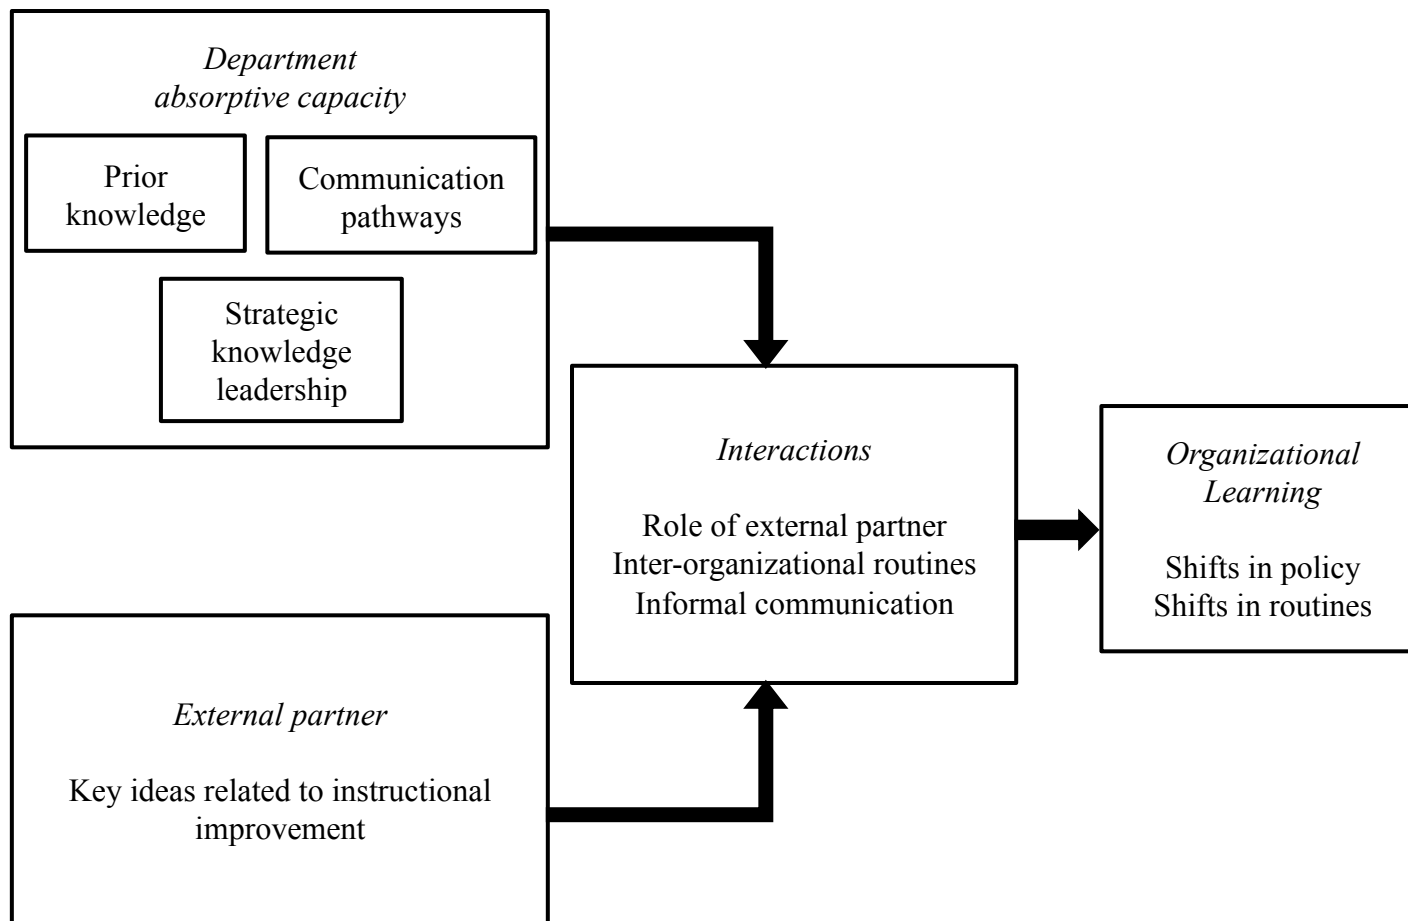 Department
absorptive capacity
Prior
knowledge
Communication
pathways
Strategic
knowledge
leadership
Interactions
Role of external partner
Inter-organizational routines
Informal communication
Organizational
Learning
Shifts in policy
Shifts in routines
External partner
Key ideas related to instructional
improvement